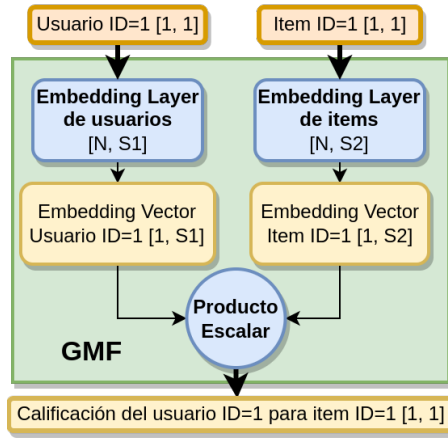 Usuario ID=1 [1, 1]
Item ID=1 [1, 1]
Embedding Layer
de usuarios
[N, S1]
Embedding Layer
de items
[N, S2]
Embedding Vector
Usuario ID=1 [1, S1]
Embedding Vector
Item ID=1 [1, S2]
Producto
Escalar
GMF
Calificación del usuario ID=1 para item ID=1 [1, 1]